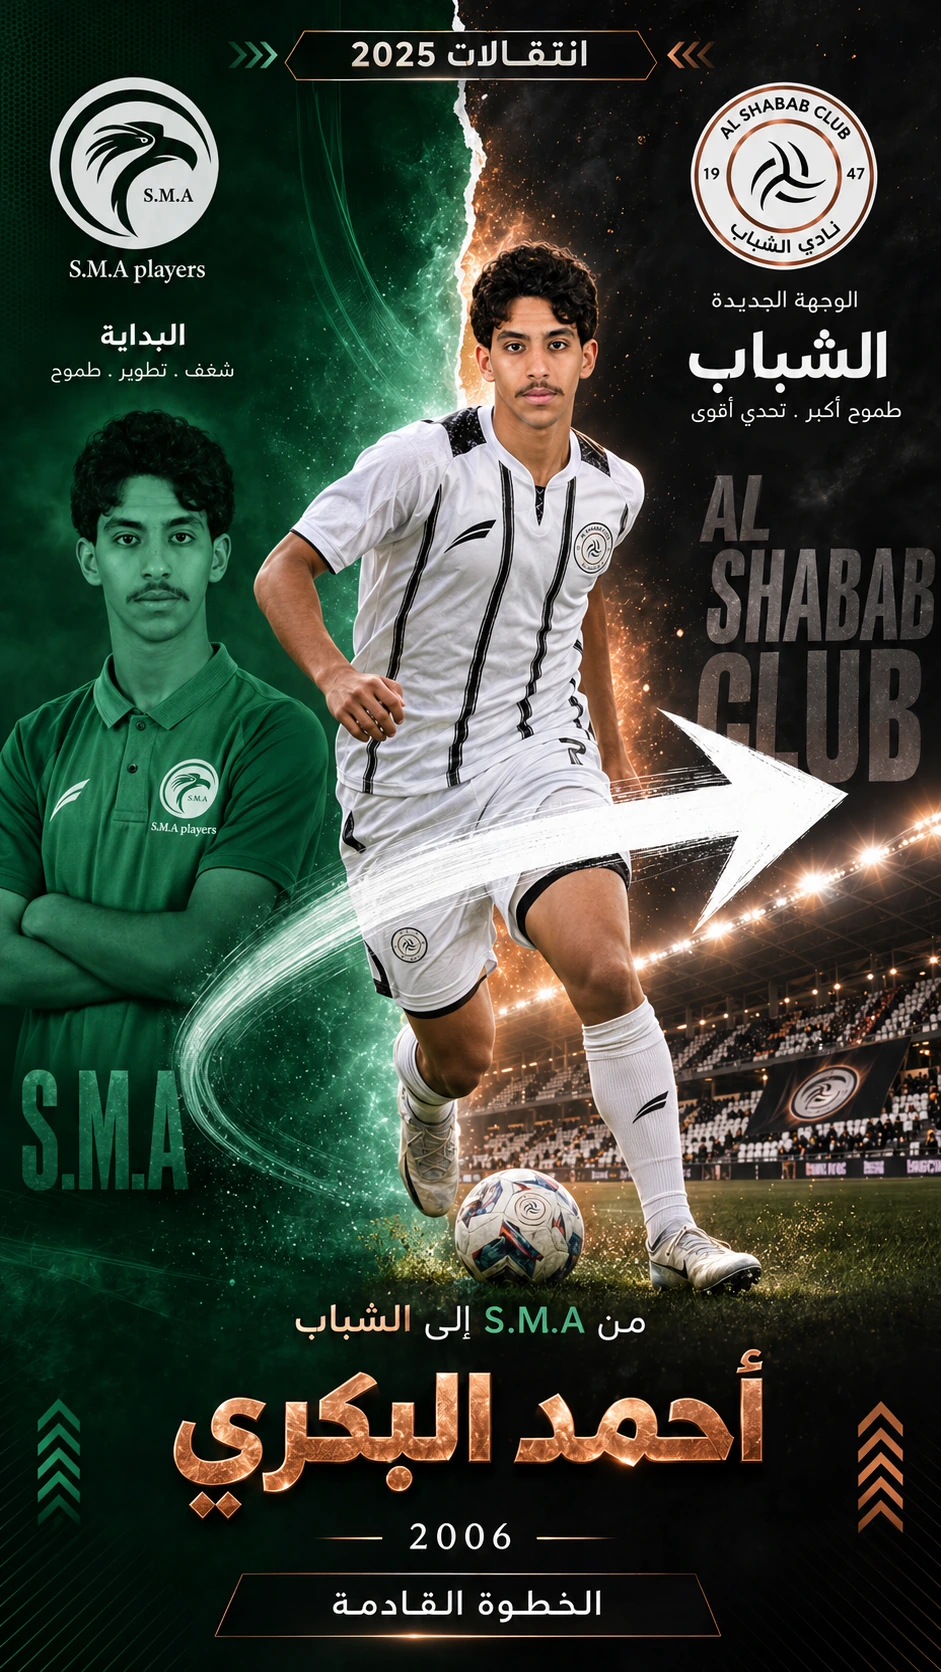 انتقالات 2025
S.M.A
S.M.A players
البداية
شغف . تطوير . طموح
AL SHABAB CLUB
19 47
نادي الشباب
الوجهة الجديدة
الشباب
طموح أكبر . تحدي أقوى
AL
SHABAB
CLUB
S.M.A
S.M.A players
S.M.A
من S.M.A إلى الشباب
أحمد البكري
2006
الخطوة القادمة